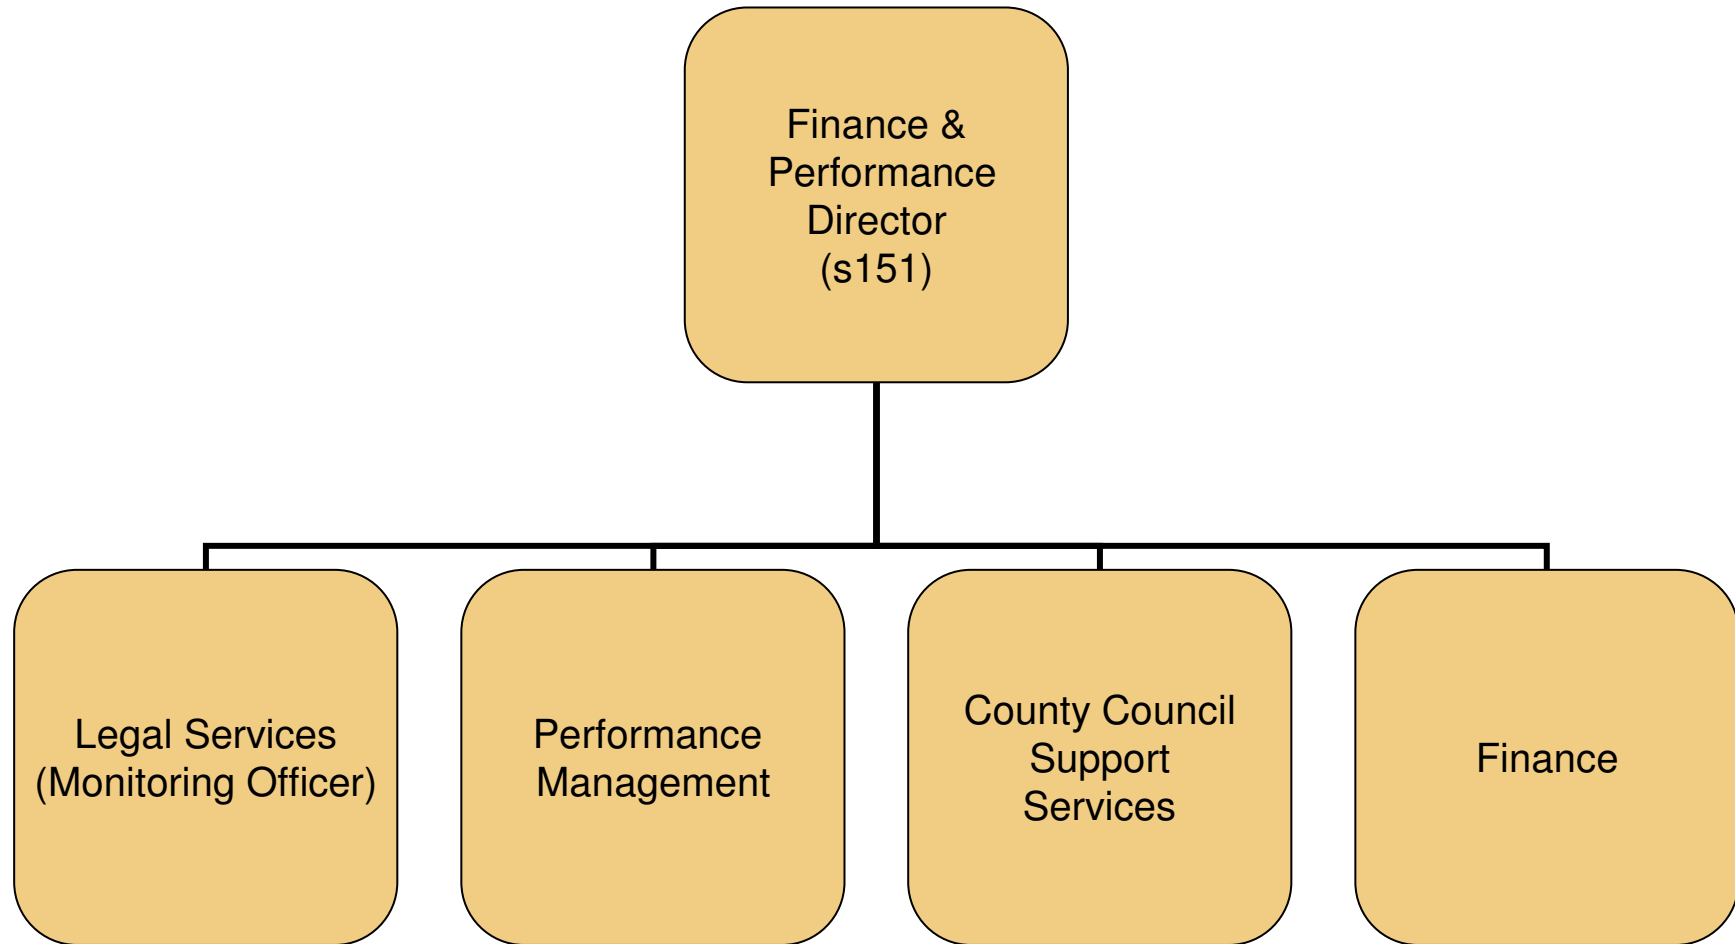 Finance &
Performance
Director
(s151)
Legal Services
(Monitoring Officer)
Performance
Management
County Council
Support
Services
Finance